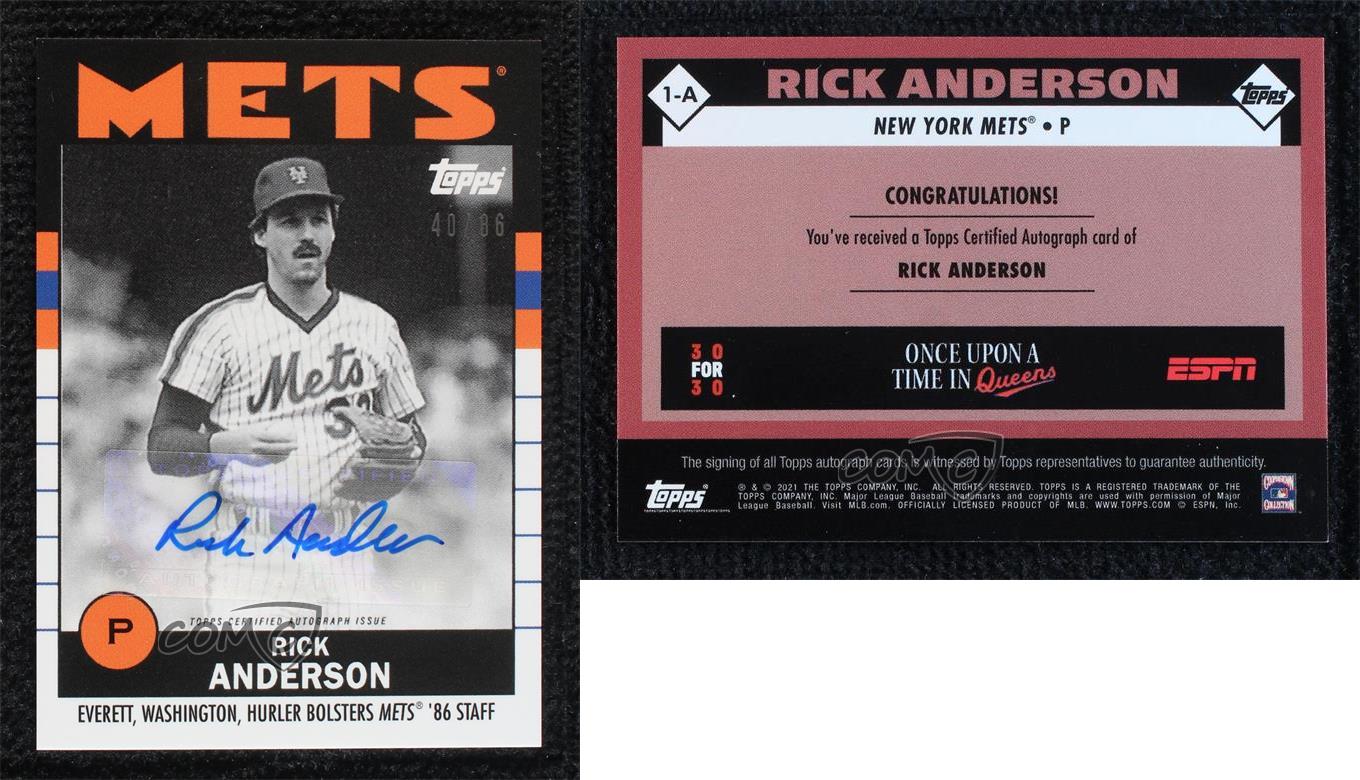 METS®
topps
40/86
Mets
Rick Anderson
TOPPS CERTIFIED AUTOGRAPH ISSUE
P
COMC
RICK
ANDERSON
EVERETT, WASHINGTON, HURLER BOLSTERS METS® '86 STAFF
1-A
RICK ANDERSON
topps
NEW YORK METS® • P
CONGRATULATIONS!
You've received a Topps Certified Autograph card of
RICK ANDERSON
30
FOR
30
ONCE UPON A
TIME IN Queens
ESPN
COMC
The signing of all Topps autograph cards is witnessed by Topps representatives to guarantee authenticity.
topps
® & © 2021 THE TOPPS COMPANY, INC. ALL RIGHTS RESERVED. TOPPS IS A REGISTERED TRADEMARK OF THE
TOPPS COMPANY, INC. Major League Baseball trademarks and copyrights are used with permission of Major
League Baseball. Visit MLB.com. OFFICIALLY LICENSED PRODUCT OF MLB. WWW.TOPPS.COM © ESPN, Inc.